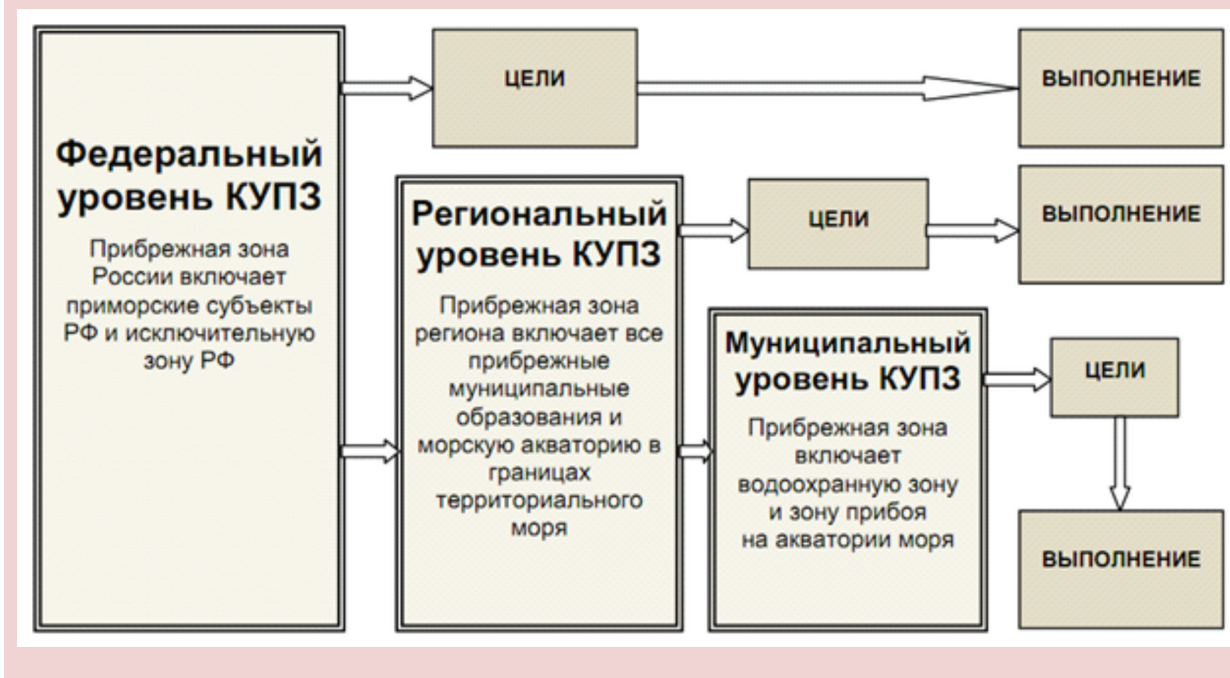 Федеральный
уровень КУПЗ
Прибрежная зона
России включает
приморские субъекты
РФ и исключительную
зону РФ
ЦЕЛИ
ВЫПОЛНЕНИЕ
Региональный
уровень КУПЗ
Прибрежная зона
региона включает все
прибрежные
муниципальные
образования и
морскую акваторию в
границах
территориального
моря
ЦЕЛИ
ВЫПОЛНЕНИЕ
Муниципальный
уровень КУПЗ
Прибрежная зона
включает
водоохранную зону
и зону прибоя
на акватории моря
ЦЕЛИ
ВЫПОЛНЕНИЕ